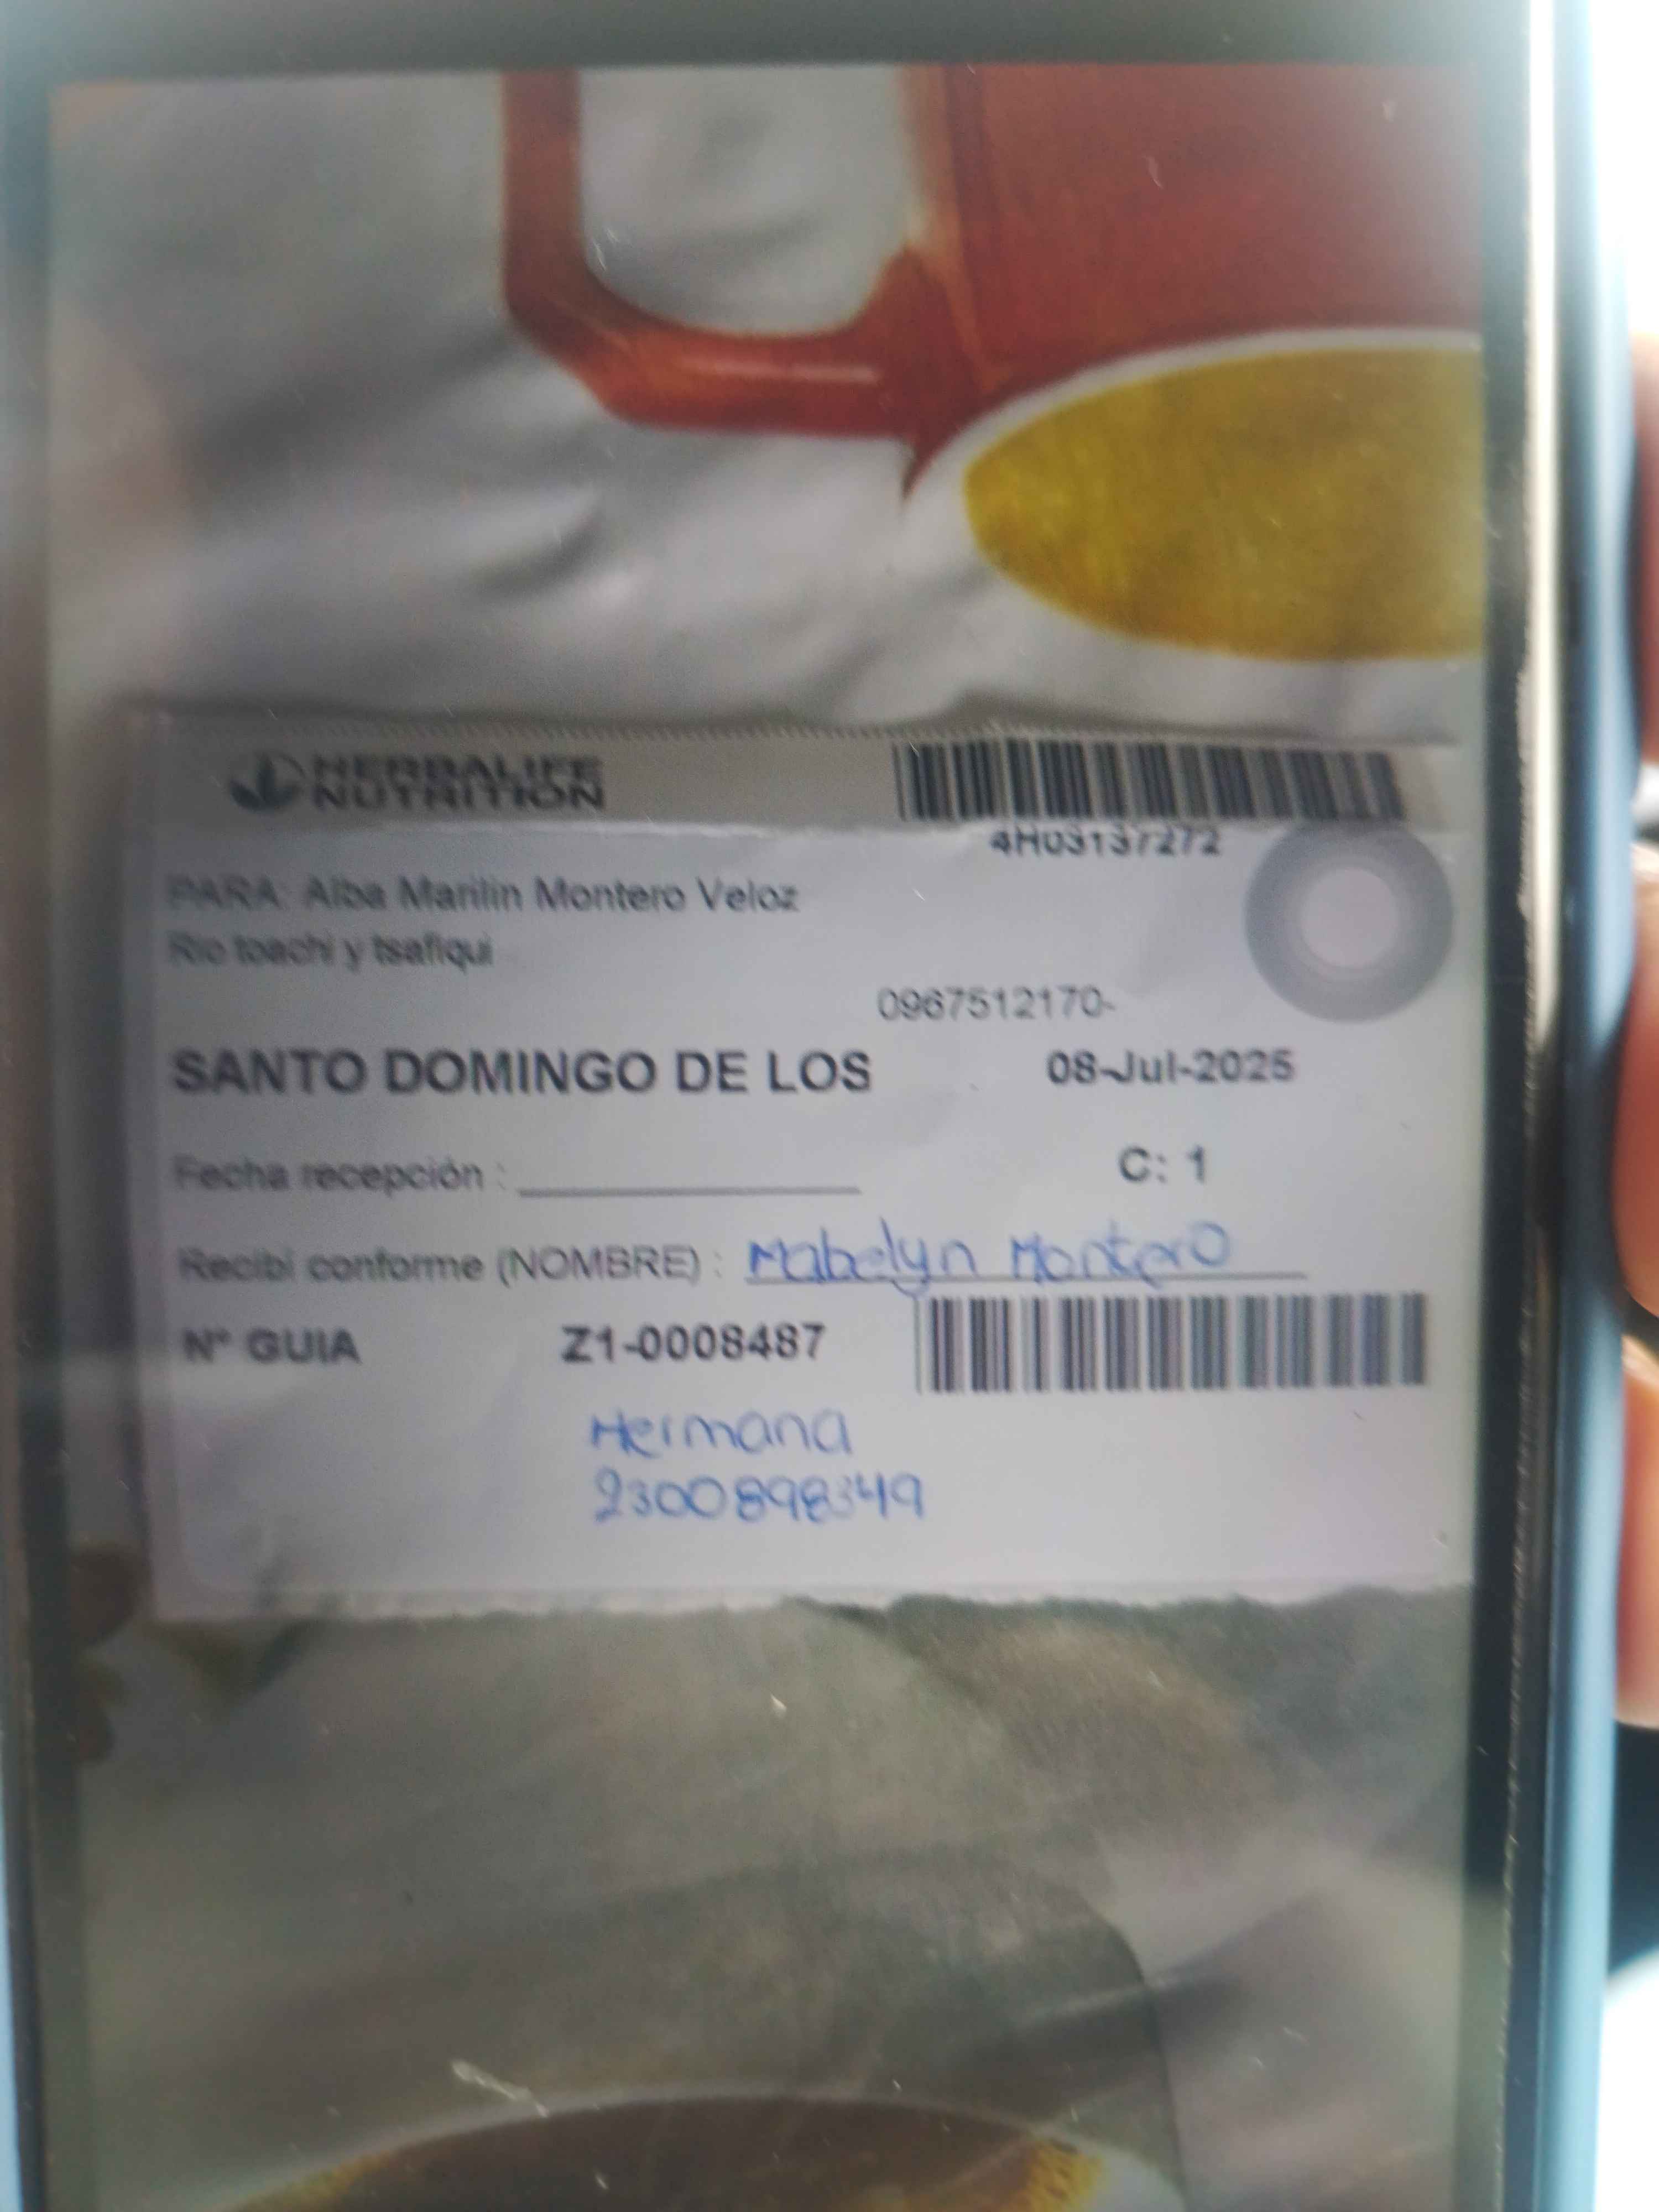 HERBALIFE
NUTRITION
4H03137272
PARA: Alba Marilin Montero Veloz
Rio toachi y tsafiqui
0967512170-
SANTO DOMINGO DE LOS 08-Jul-2025
Fecha recepción :
C: 1
Recibi conforme (NOMBRE) : Mabelyn Montero
N° GUIA Z1-0008487
Hermana
2300898349